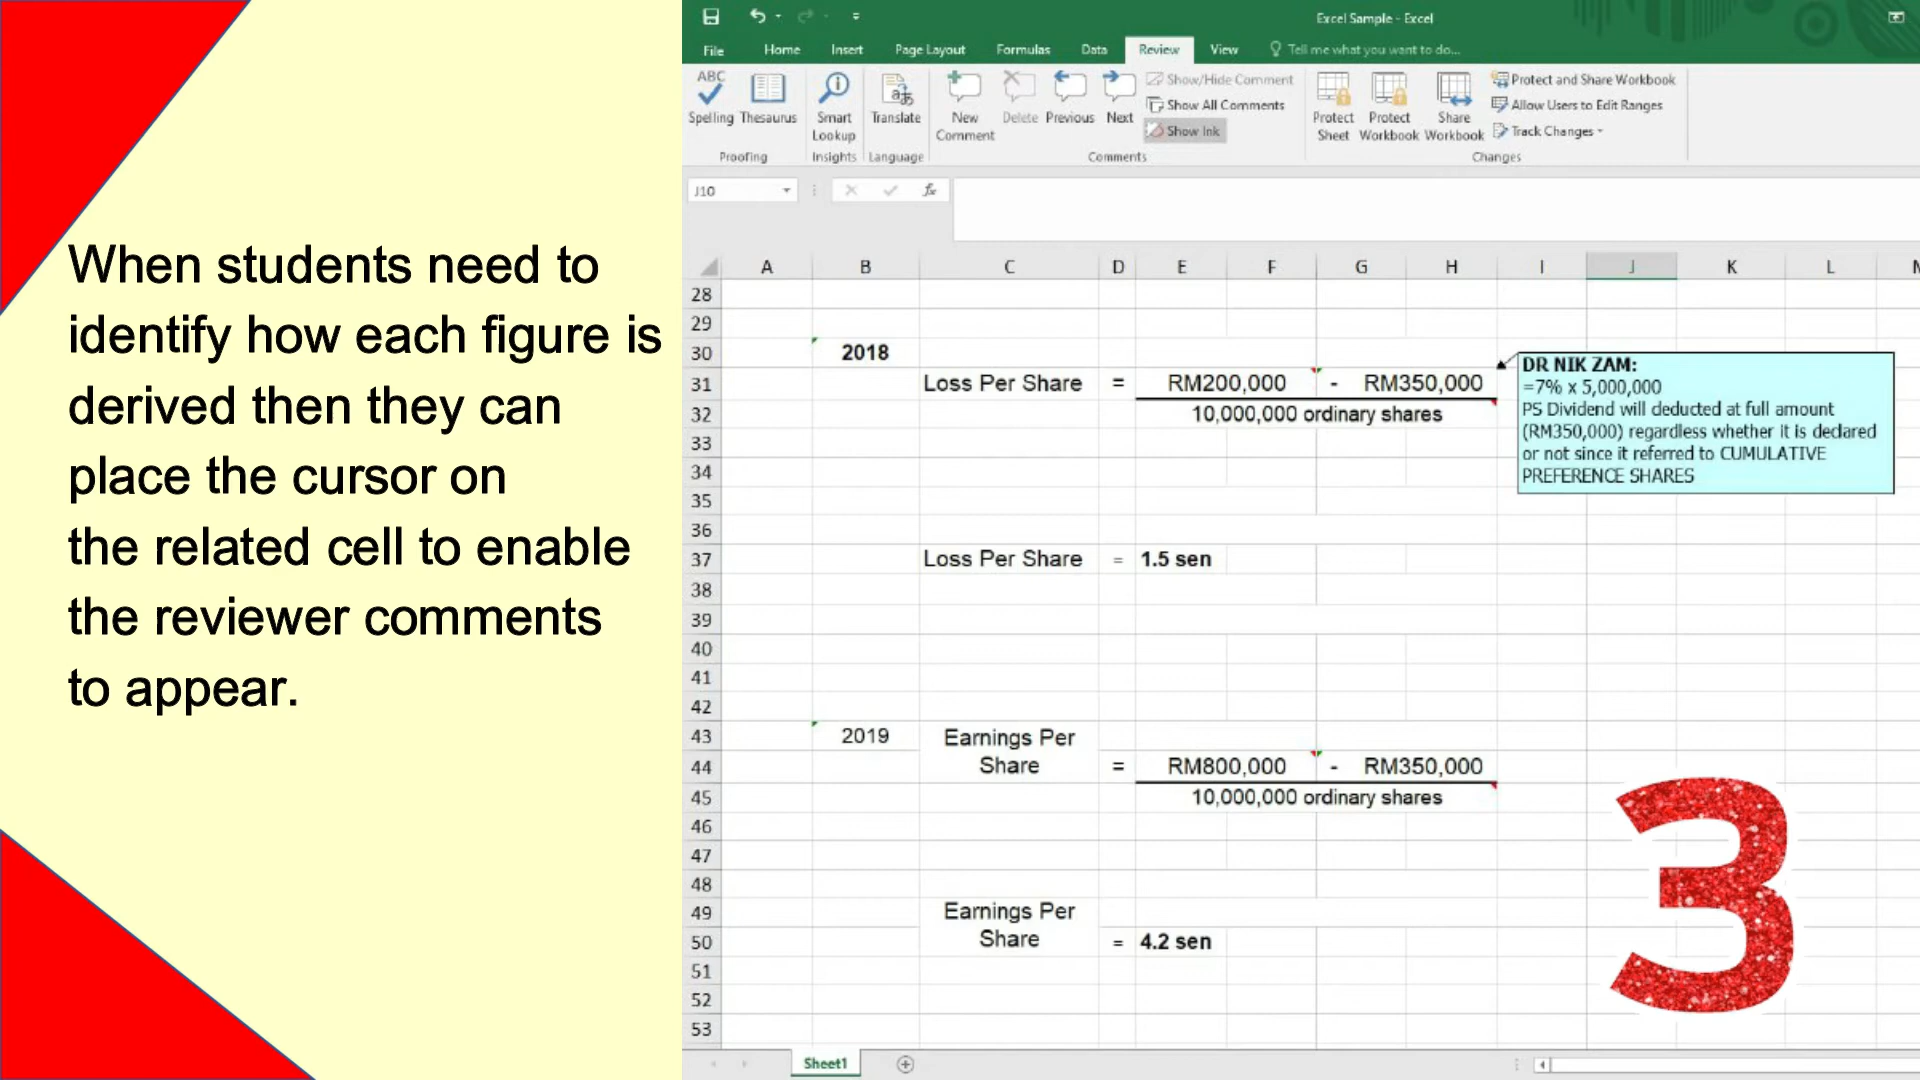 When students need to
identify how each figure is
derived then they can
place the cursor on
the related cell to enable
the reviewer comments
to appear.
Excel Sample - Excel
File Home Insert Page Layout Formulas Data Review View Tell me what you want to do...
ABC
Spelling Thesaurus
Proofing
Smart
Lookup
Insights
Translate
Language
New
Comment
Delete Previous Next
Show/Hide Comment
Show All Comments
Show Ink
Comments
Protect
Sheet
Protect
Workbook
Share
Workbook
Protect and Share Workbook
Allow Users to Edit Ranges
Track Changes
Changes
J10 fx
A B C D E F G H I J K L
28
29
30 2018
31 Loss Per Share = RM200,000 - RM350,000
32 10,000,000 ordinary shares
DR NIK ZAM:
=7% x 5,000,000
PS Dividend will deducted at full amount
(RM350,000) regardless whether it is declared
or not since it referred to CUMULATIVE
PREFERENCE SHARES
33
34
35
36
37 Loss Per Share = 1.5 sen
38
39
40
41
42
43 2019 Earnings Per
44 Share = RM800,000 - RM350,000
45 10,000,000 ordinary shares
46
47
48
49 Earnings Per
50 Share = 4.2 sen
51
52
53
Sheet1
3